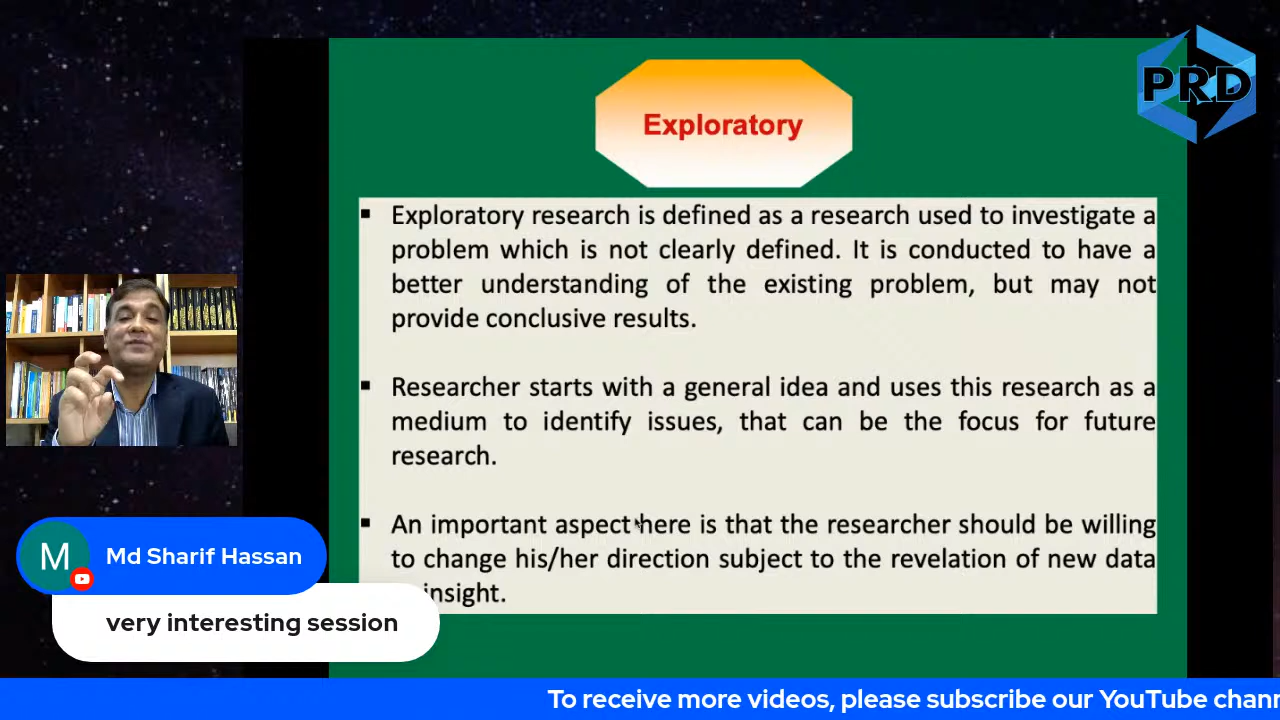 PRD
Exploratory
▪ Exploratory research is defined as a research used to investigate a
problem which is not clearly defined. It is conducted to have a
better understanding of the existing problem, but may not
provide conclusive results.
▪ Researcher starts with a general idea and uses this research as a
medium to identify issues, that can be the focus for future
research.
▪ An important aspect here is that the researcher should be willing
to change his/her direction subject to the revelation of new data
insight.
M
Md Sharif Hassan
very interesting session
To receive more videos, please subscribe our YouTube chann